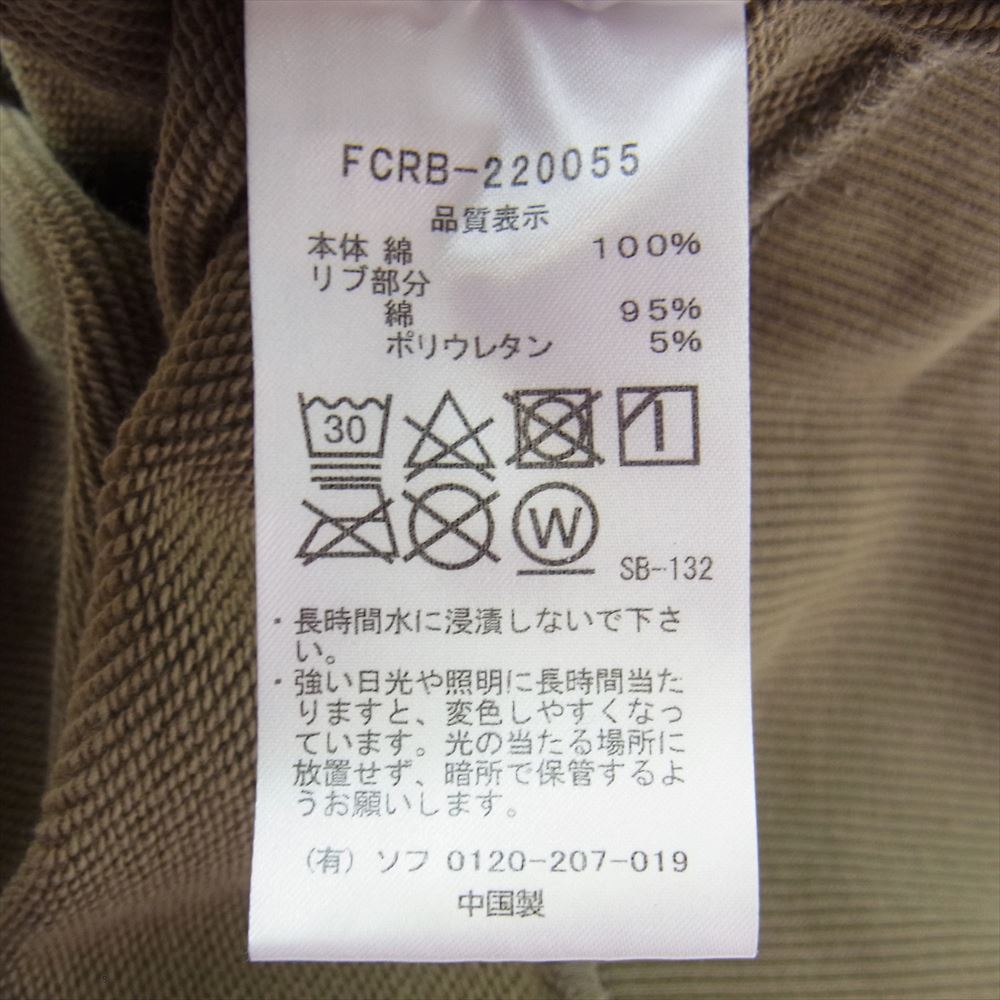 FCRB-220055
品質表示
本体 綿 100%
リブ部分
綿 95%
ポリウレタン 5%
30
W
SB-132
・長時間水に浸漬しないで下さ
い。
・強い日光や照明に長時間当た
りますと、変色しやすくなっ
ています。光の当たる場所に
放置せず、暗所で保管するよ
うお願いします。
(有) ソフ 0120-207-019
中国製